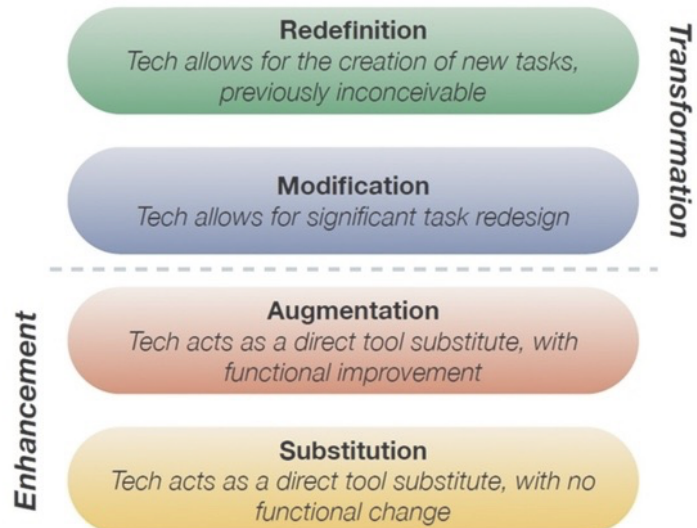 Redefinition
Tech allows for the creation of new tasks,
previously inconceivable
Transformation
Modification
Tech allows for significant task redesign
Augmentation
Tech acts as a direct tool substitute, with
functional improvement
Enhancement
Substitution
Tech acts as a direct tool substitute, with no
functional change